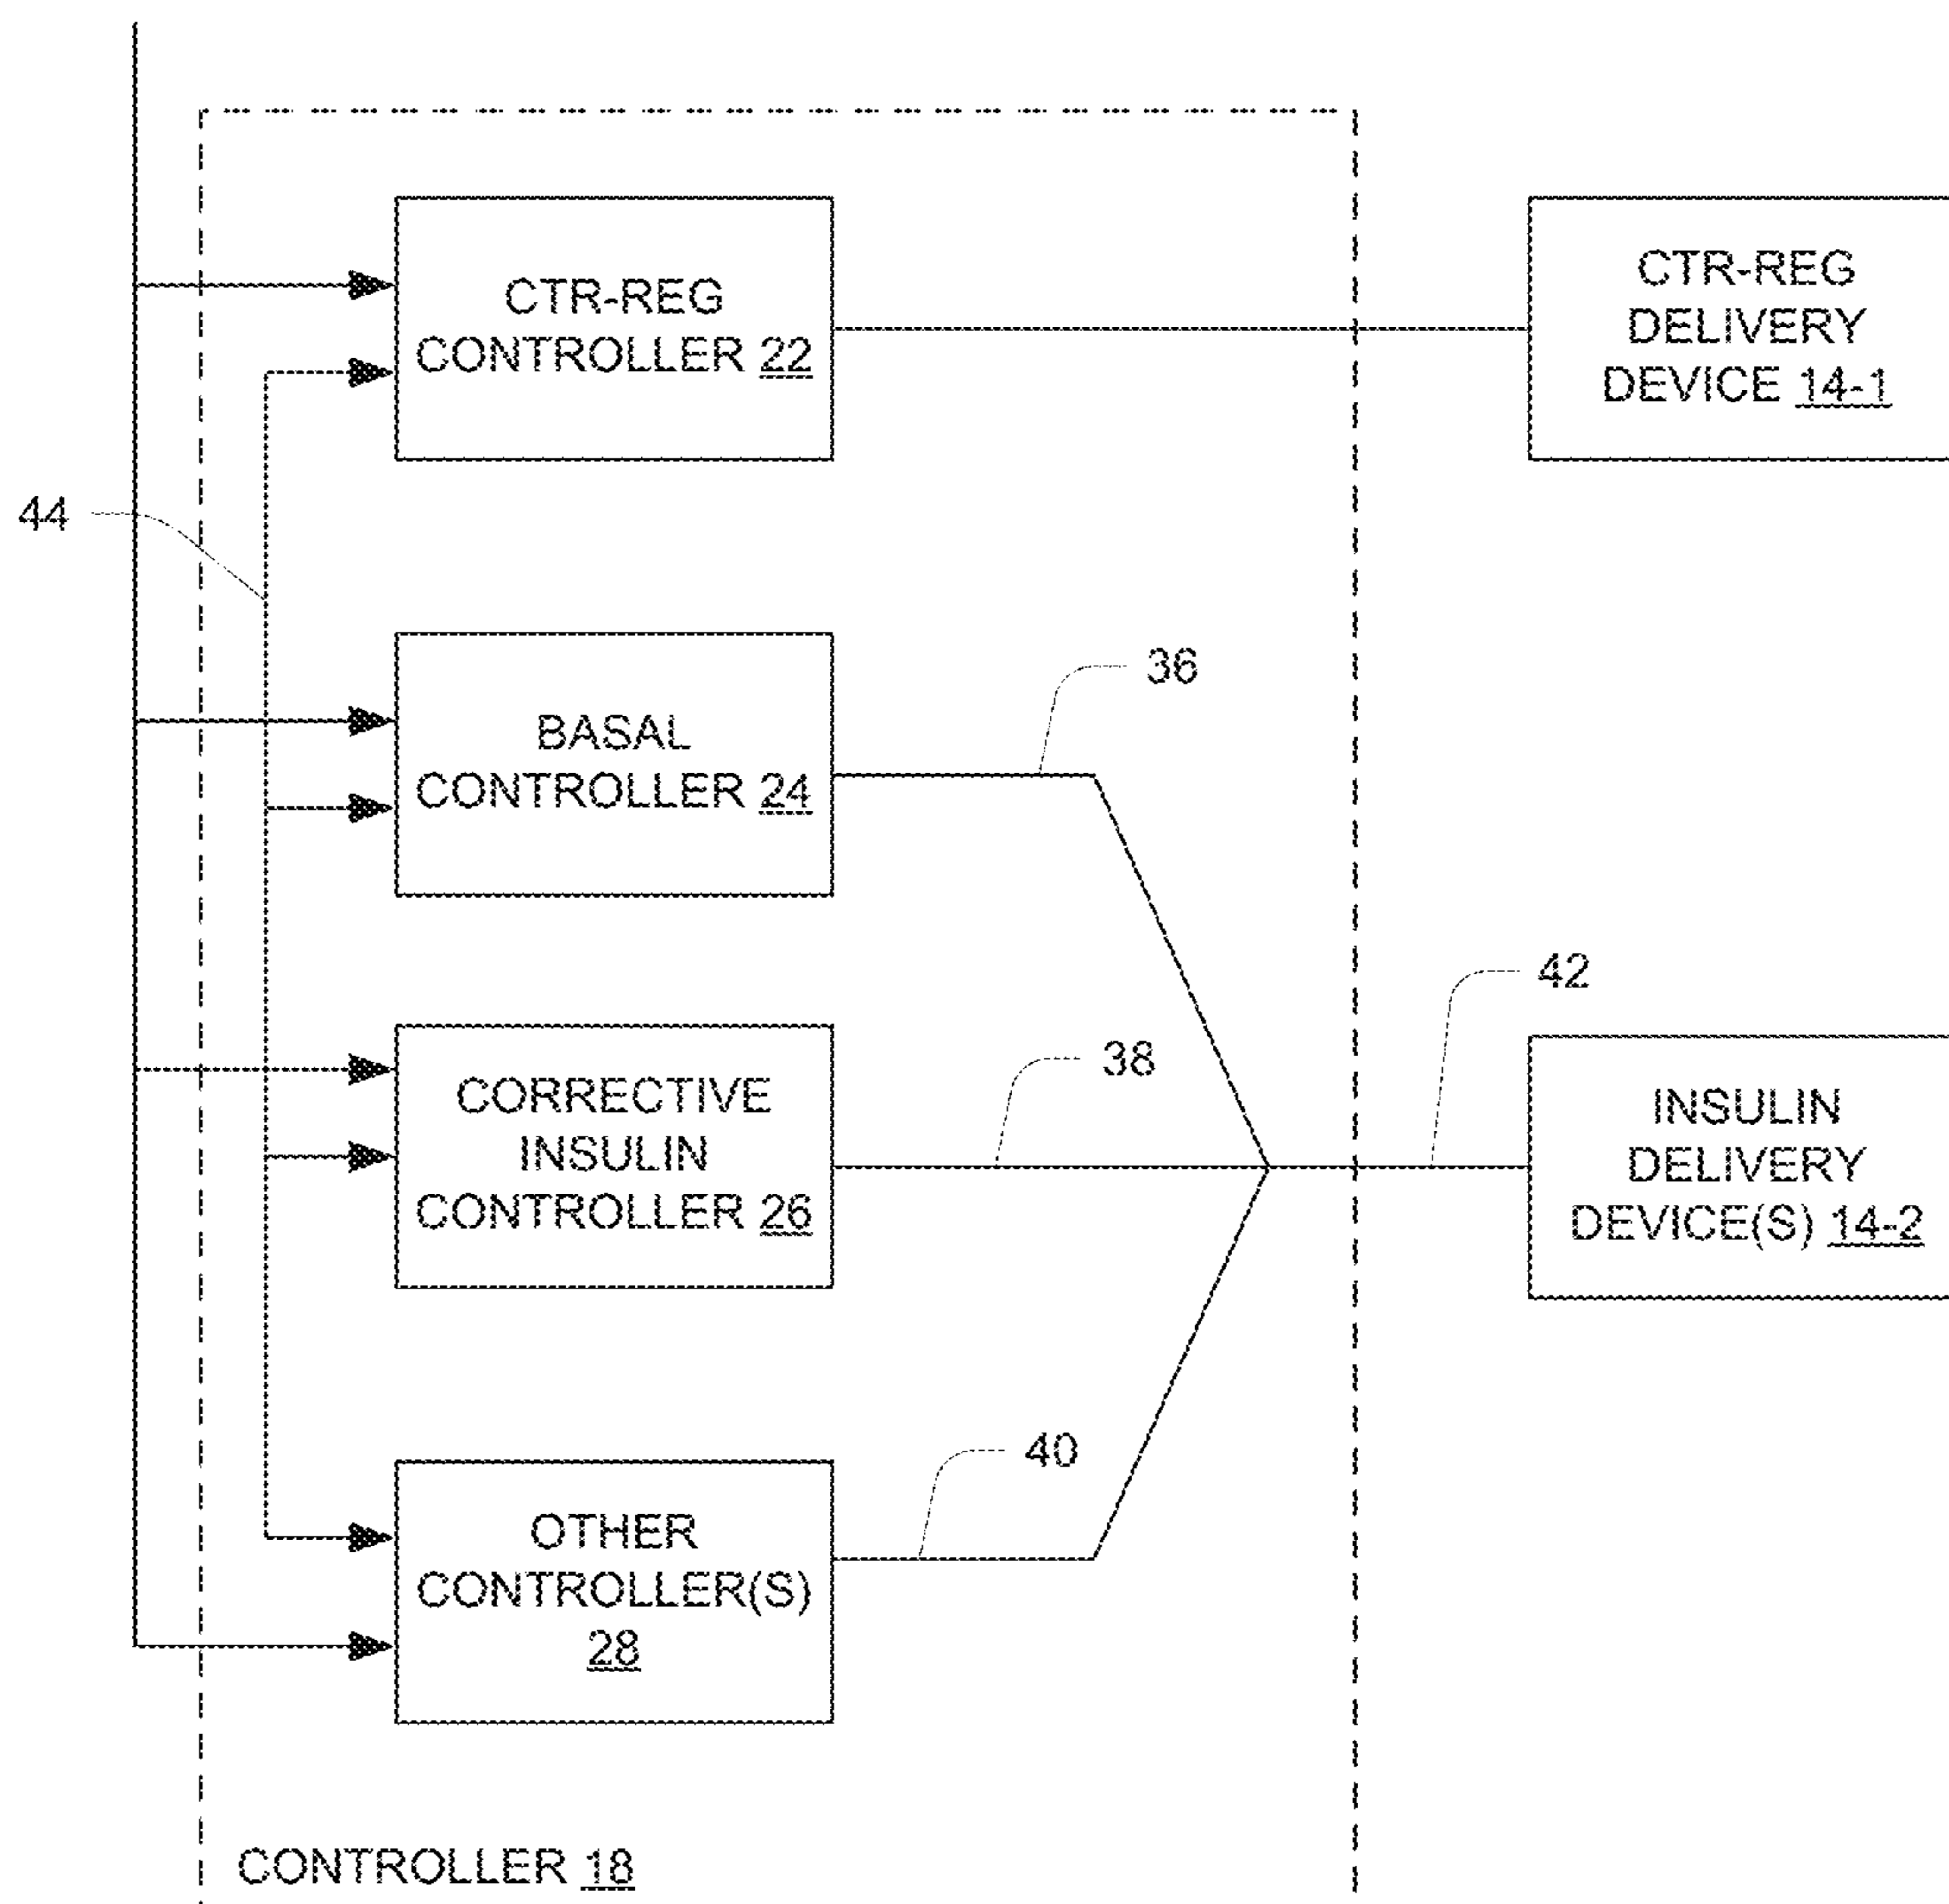 CTR-REG
CONTROLLER 22
CTR-REG
DELIVERY
DEVICE 14-1
44
36
BASAL
CONTROLLER 24
42
38
CORRECTIVE
INSULIN
CONTROLLER 26
INSULIN
DELIVERY
DEVICE(S) 14-2
40
OTHER
CONTROLLER(S)
28
CONTROLLER 18